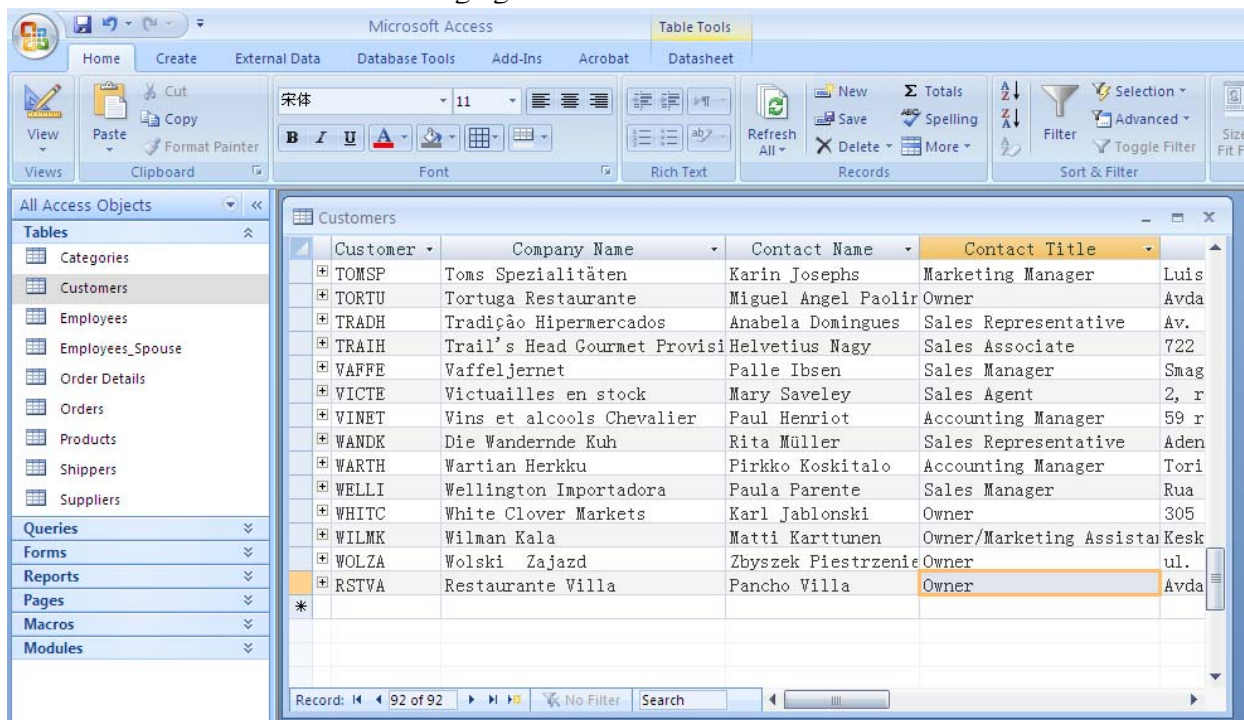 Microsoft Access
Table Tools
Home Create External Data Database Tools Add-Ins Acrobat Datasheet
View
Views
Paste
Cut
Copy
Format Painter
Clipboard
宋体 11
B I U A
Font
Rich Text
Refresh All
New
Save
Delete
Σ Totals
ABC Spelling
More
Records
Filter
Selection
Advanced
Toggle Filter
Sort & Filter
All Access Objects
Tables
Categories
Customers
Employees
Employees_Spouse
Order Details
Orders
Products
Shippers
Suppliers
Queries
Forms
Reports
Pages
Macros
Modules
Customers
Customer Company Name Contact Name Contact Title
TOMSP Toms Spezialitäten Karin Josephs Marketing Manager Luis
TORTU Tortuga Restaurante Miguel Angel Paolir Owner Avda
TRADH Tradição Hipermercados Anabela Domingues Sales Representative Av.
TRAIH Trail's Head Gourmet Provisi Helvetius Nagy Sales Associate 722
VAFFE Vaffeljernet Palle Ibsen Sales Manager Smag
VICTE Victuailles en stock Mary Saveley Sales Agent 2, r
VINET Vins et alcools Chevalier Paul Henriot Accounting Manager 59 r
WANDK Die Wandernde Kuh Rita Müller Sales Representative Aden
WARTH Wartian Herkku Pirkko Koskitalo Accounting Manager Tori
WELLI Wellington Importadora Paula Parente Sales Manager Rua
WHITC White Clover Markets Karl Jablonski Owner 305
WILMK Wilman Kala Matti Karttunen Owner/Marketing Assistar Kesk
WOLZA Wolski Zajazd Zbyszek Piestrzenie Owner ul.
RSTVA Restaurante Villa Pancho Villa Owner Avda
Record: 92 of 92 No Filter Search